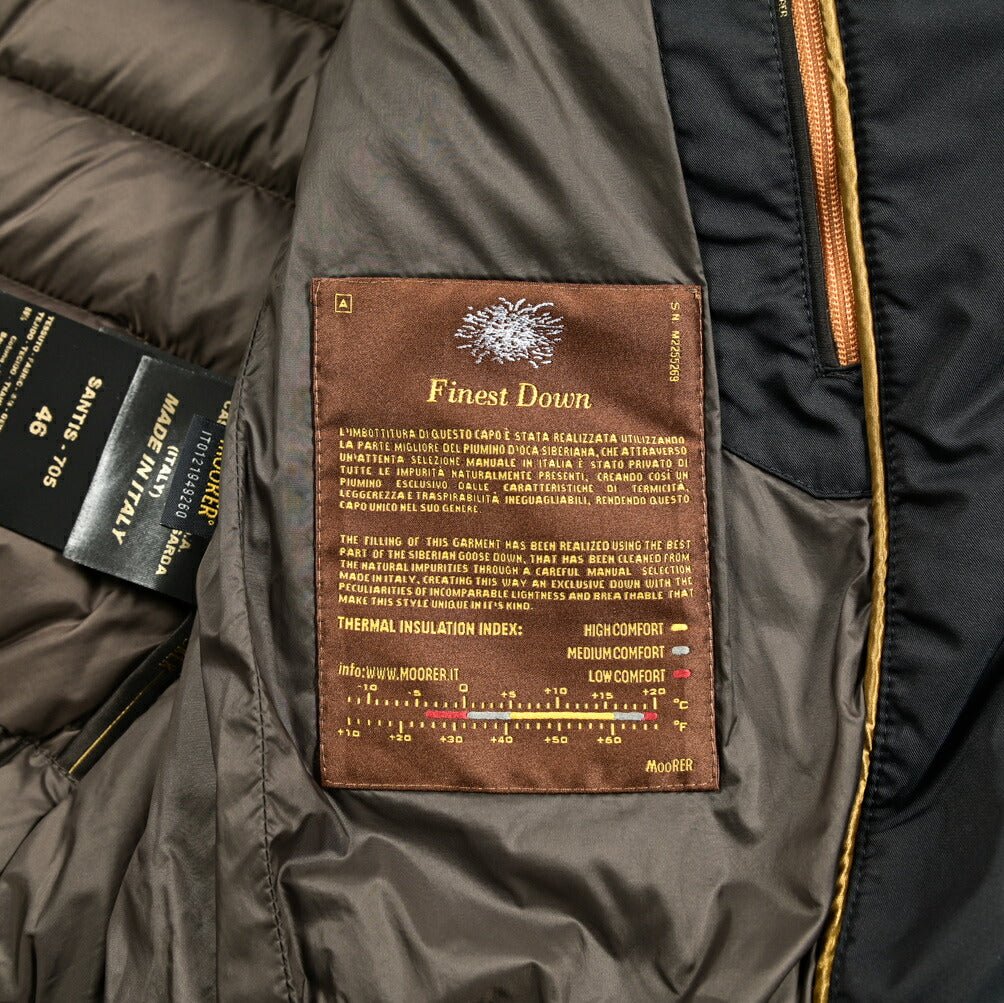 S N M2255269
Finest Down
L'IMBOTTITURA DI QUESTO CAPO È STATA REALIZZATA UTILIZZANDO
LA PARTE MIGLIORE DEL PIUMINO D'OCA SIBERIANA, CHE ATTRAVERSO
UN'ATTENTA SELEZIONE MANUALE IN ITALIA È STATO PRIVATO DI
TUTTE LE IMPURITÀ NATURALMENTE PRESENTI, CREANDO COSÌ UN
PIUMINO ESCLUSIVO DALLE CARATTERISTICHE DI TERMICITÀ,
LEGGEREZZA E TRASPIRABILITÀ INEGUAGLIABILI, RENDENDO QUESTO
CAPO UNICO NEL SUO GENERE.
THE FILLING OF THIS GARMENT HAS BEEN REALIZED USING THE BEST
PART OF THE SIBERIAN GOOSE DOWN, THAT HAS BEEN CLEANED FROM
THE NATURAL IMPURITIES THROUGH A CAREFUL MANUAL SELECTION
MADE IN ITALY, CREATING THIS WAY AN EXCLUSIVE DOWN WITH THE
PECULIARITIES OF INCOMPARABLE LIGHTNESS AND BREATHABLE THAT
MAKE THIS STYLE UNIQUE IN IT'S KIND.
THERMAL INSULATION INDEX: HIGH COMFORT
MEDIUM COMFORT
info:WWW.MOORER.IT LOW COMFORT
-10 -5 0 +5 +10 +15 +20
°C
°F
+10 +20 +30 +40 +50 +60
MOORER
SANTIS - 705
46
MOORER
(ITALY)
MADE IN ITALY
IT0121949260
GARDA